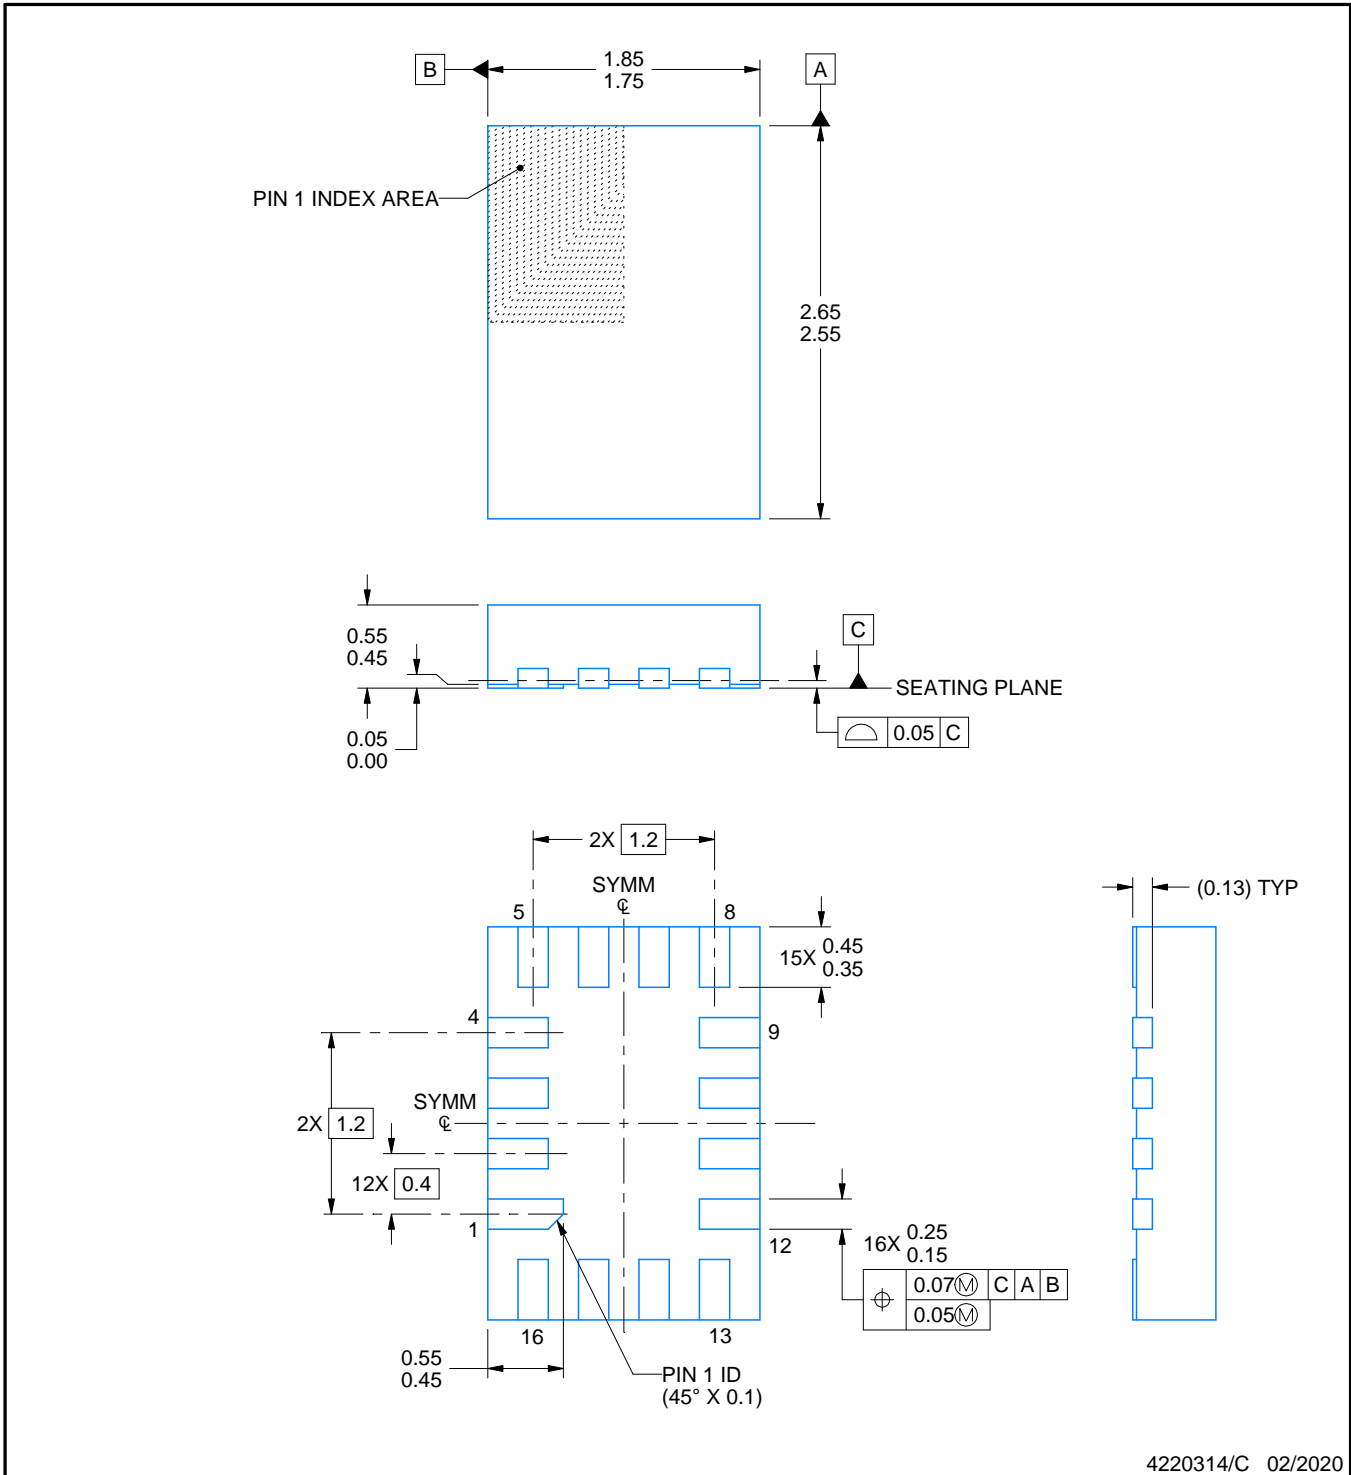 B
1.85
1.75
A
PIN 1 INDEX AREA
2.65
2.55
0.55
0.45
C
SEATING PLANE
0.05
0.00
0.05 C
2X 1.2
SYMM
℄
5
8
(0.13) TYP
15X 0.45
0.35
4
9
SYMM
℄
2X 1.2
12X 0.4
1
12
16X 0.25
0.15
⌖ 0.07Ⓜ C A B
0.05Ⓜ
16
13
0.55
0.45
PIN 1 ID
(45° X 0.1)
4220314/C 02/2020